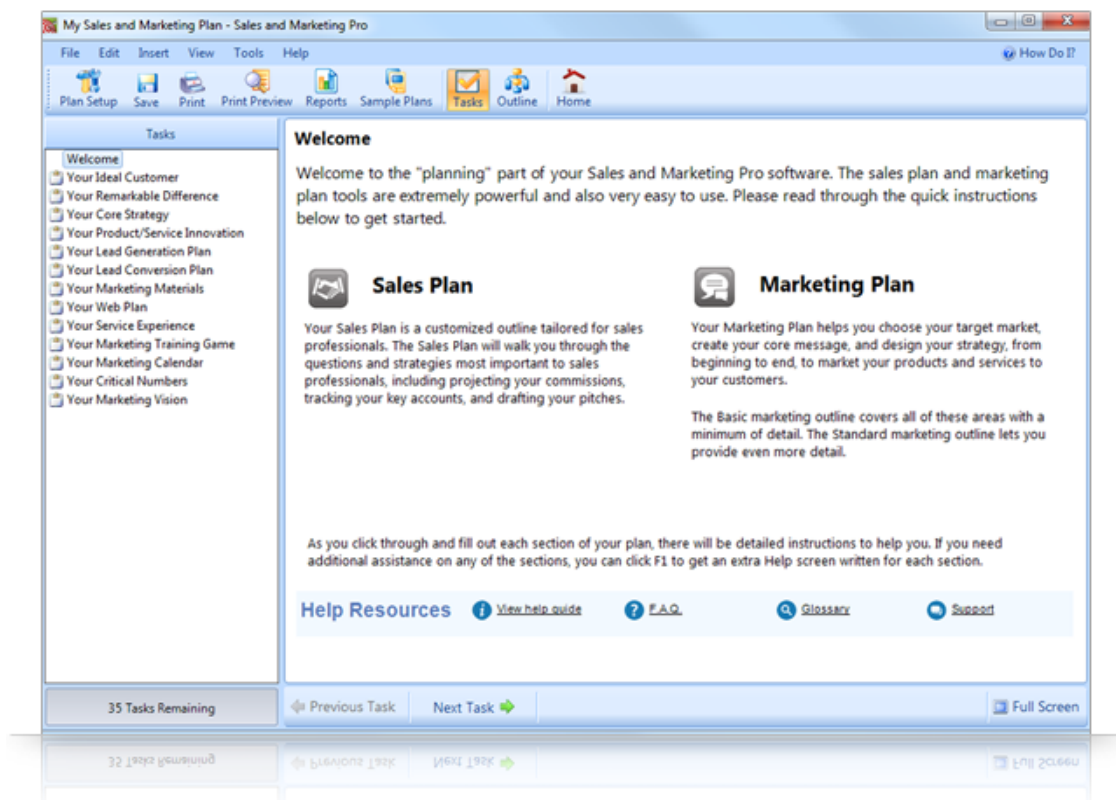 My Sales and Marketing Plan - Sales and Marketing Pro
File Edit Insert View Tools Help
How Do I?
Plan Setup Save Print Print Preview Reports Sample Plans Tasks Outline Home
Tasks
Welcome
Your Ideal Customer
Your Remarkable Difference
Your Core Strategy
Your Product/Service Innovation
Your Lead Generation Plan
Your Lead Conversion Plan
Your Marketing Materials
Your Web Plan
Your Service Experience
Your Marketing Training Game
Your Marketing Calendar
Your Critical Numbers
Your Marketing Vision
35 Tasks Remaining
Welcome
Welcome to the "planning" part of your Sales and Marketing Pro software. The sales plan and marketing
plan tools are extremely powerful and also very easy to use. Please read through the quick instructions
below to get started.
Sales Plan
Your Sales Plan is a customized outline tailored for sales
professionals. The Sales Plan will walk you through the
questions and strategies most important to sales
professionals, including projecting your commissions,
tracking your key accounts, and drafting your pitches.
Marketing Plan
Your Marketing Plan helps you choose your target market,
create your core message, and design your strategy, from
beginning to end, to market your products and services to
your customers.
The Basic marketing outline covers all of these areas with a
minimum of detail. The Standard marketing outline lets you
provide even more detail.
As you click through and fill out each section of your plan, there will be detailed instructions to help you. If you need
additional assistance on any of the sections, you can click F1 to get an extra Help screen written for each section.
Help Resources View help guide F.A.Q. Glossary Support
Previous Task Next Task Full Screen
35 Tasks Remaining Previous Task Next Task Full Screen